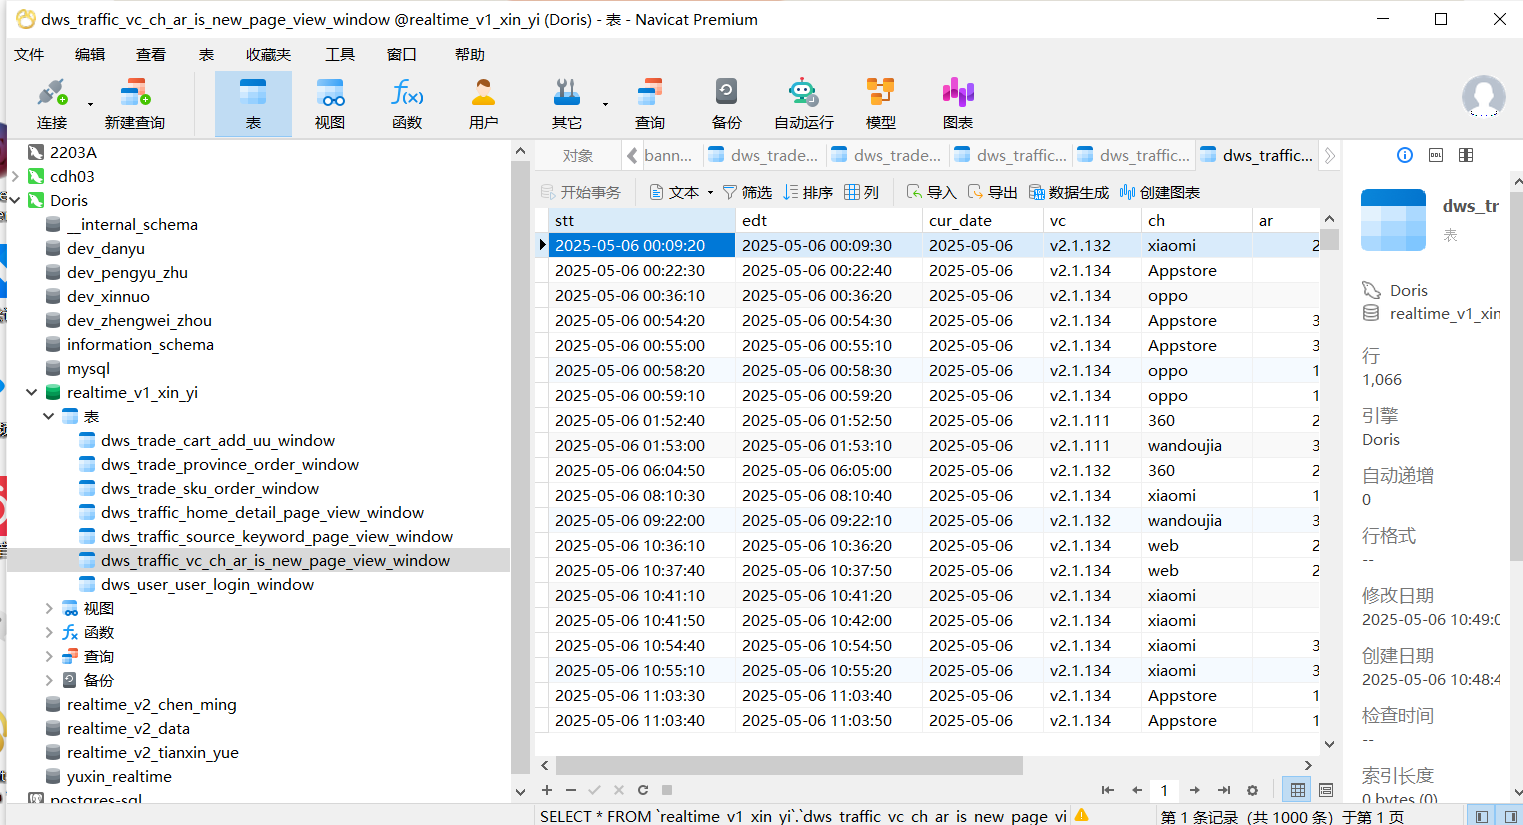 dws_traffic_vc_ch_ar_is_new_page_view_window @realtime_v1_xin_yi (Doris) - 表 - Navicat Premium
文件 编辑 查看 表 收藏夹 工具 窗口 帮助
连接 新建查询 表 视图 函数 用户 其它 查询 备份 自动运行 模型 图表
2203A
cdh03
Doris
__internal_schema
dev_danyu
dev_pengyu_zhu
dev_xinnuo
dev_zhengwei_zhou
information_schema
mysql
realtime_v1_xin_yi
表
dws_trade_cart_add_uu_window
dws_trade_province_order_window
dws_trade_sku_order_window
dws_traffic_home_detail_page_view_window
dws_traffic_source_keyword_page_view_window
dws_traffic_vc_ch_ar_is_new_page_view_window
dws_user_user_login_window
视图
函数
查询
备份
realtime_v2_chen_ming
realtime_v2_data
realtime_v2_tianxin_yue
yuxin_realtime
postgres-sql
对象 bann... dws_trade... dws_trade... dws_traffic... dws_traffic... dws_traffic...
开始事务 文本 筛选 排序 列 导入 导出 数据生成 创建图表
stt edt cur_date vc ch ar
2025-05-06 00:09:20 2025-05-06 00:09:30 2025-05-06 v2.1.132 xiaomi 2
2025-05-06 00:22:30 2025-05-06 00:22:40 2025-05-06 v2.1.134 Appstore
2025-05-06 00:36:10 2025-05-06 00:36:20 2025-05-06 v2.1.134 oppo
2025-05-06 00:54:20 2025-05-06 00:54:30 2025-05-06 v2.1.134 Appstore 3
2025-05-06 00:55:00 2025-05-06 00:55:10 2025-05-06 v2.1.134 Appstore 3
2025-05-06 00:58:20 2025-05-06 00:58:30 2025-05-06 v2.1.134 oppo 1
2025-05-06 00:59:10 2025-05-06 00:59:20 2025-05-06 v2.1.134 oppo 1
2025-05-06 01:52:40 2025-05-06 01:52:50 2025-05-06 v2.1.111 360 2
2025-05-06 01:53:00 2025-05-06 01:53:10 2025-05-06 v2.1.111 wandoujia 3
2025-05-06 06:04:50 2025-05-06 06:05:00 2025-05-06 v2.1.132 360 2
2025-05-06 08:10:30 2025-05-06 08:10:40 2025-05-06 v2.1.134 xiaomi 1
2025-05-06 09:22:00 2025-05-06 09:22:10 2025-05-06 v2.1.132 wandoujia 3
2025-05-06 10:36:10 2025-05-06 10:36:20 2025-05-06 v2.1.134 web 2
2025-05-06 10:37:40 2025-05-06 10:37:50 2025-05-06 v2.1.134 web 2
2025-05-06 10:41:10 2025-05-06 10:41:20 2025-05-06 v2.1.134 xiaomi
2025-05-06 10:41:50 2025-05-06 10:42:00 2025-05-06 v2.1.134 xiaomi
2025-05-06 10:54:40 2025-05-06 10:54:50 2025-05-06 v2.1.134 xiaomi 3
2025-05-06 10:55:10 2025-05-06 10:55:20 2025-05-06 v2.1.134 xiaomi 3
2025-05-06 11:03:30 2025-05-06 11:03:40 2025-05-06 v2.1.134 Appstore 1
2025-05-06 11:03:40 2025-05-06 11:03:50 2025-05-06 v2.1.134 Appstore 1
1
SELECT * FROM `realtime_v1_xin_yi`.`dws_traffic_vc_ch_ar_is_new_page_vi
第 1 条记录 (共 1000 条) 于第 1 页
DDL
dws_tr
表
Doris
realtime_v1_xin
行
1,066
引擎
Doris
自动递增
0
行格式
--
修改日期
2025-05-06 10:49:0
创建日期
2025-05-06 10:48:4
检查时间
--
索引长度
0 bytes (0)